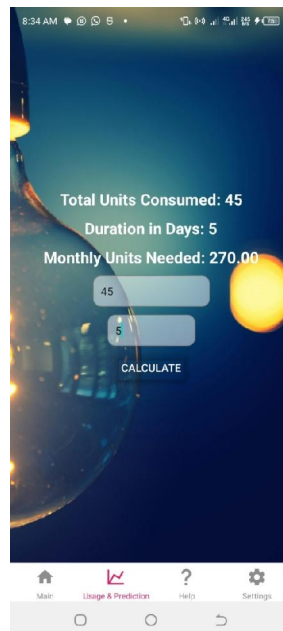 8:34 AM
Total Units Consumed: 45
Duration in Days: 5
Monthly Units Needed: 270.00
45
5
CALCULATE
Main
Usage & Prediction
Help
Settings